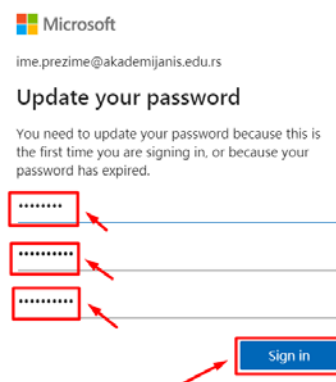 Microsoft
ime.prezime@akademijanis.edu.rs
Update your password
You need to update your password because this is
the first time you are signing in, or because your
password has expired.
••••••••
••••••••••
••••••••••
Sign in